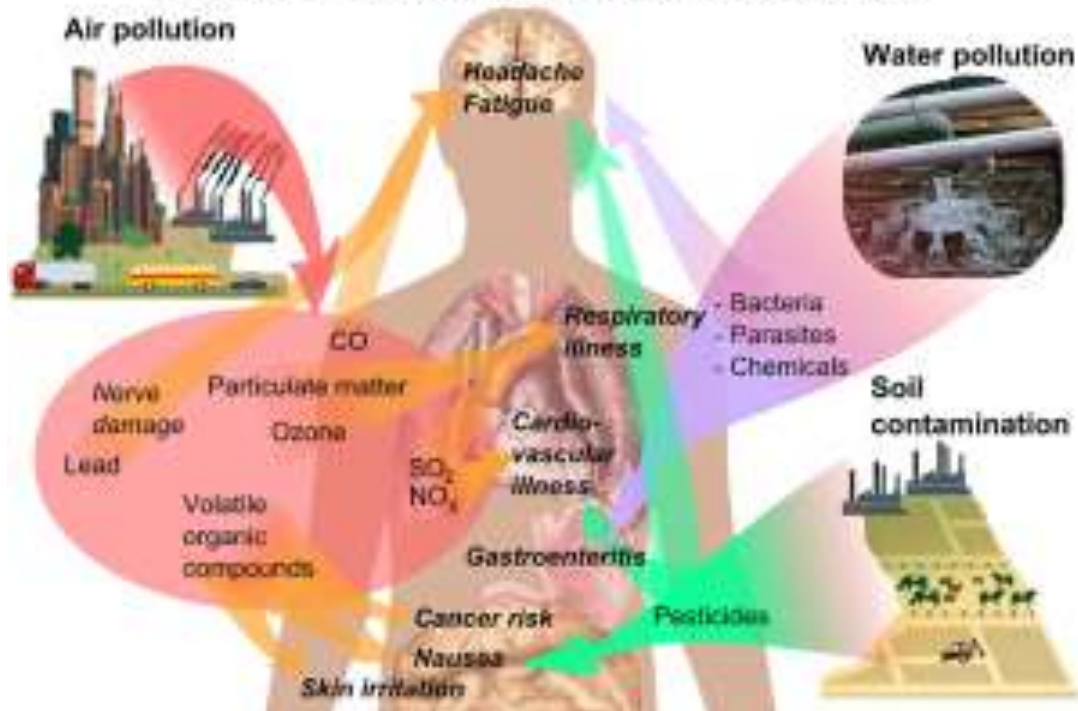 Air pollution
Water pollution
Headache
Fatigue
- Bacteria
- Parasites
- Chemicals
Respiratory
illness
CO
Particulate matter
Nerve
damage
Ozone
Lead
Cardio-
vascular
illness
SO₂
NOₓ
Soil
contamination
Volatile
organic
compounds
Gastroenteritis
Pesticides
Cancer risk
Nausea
Skin irritation